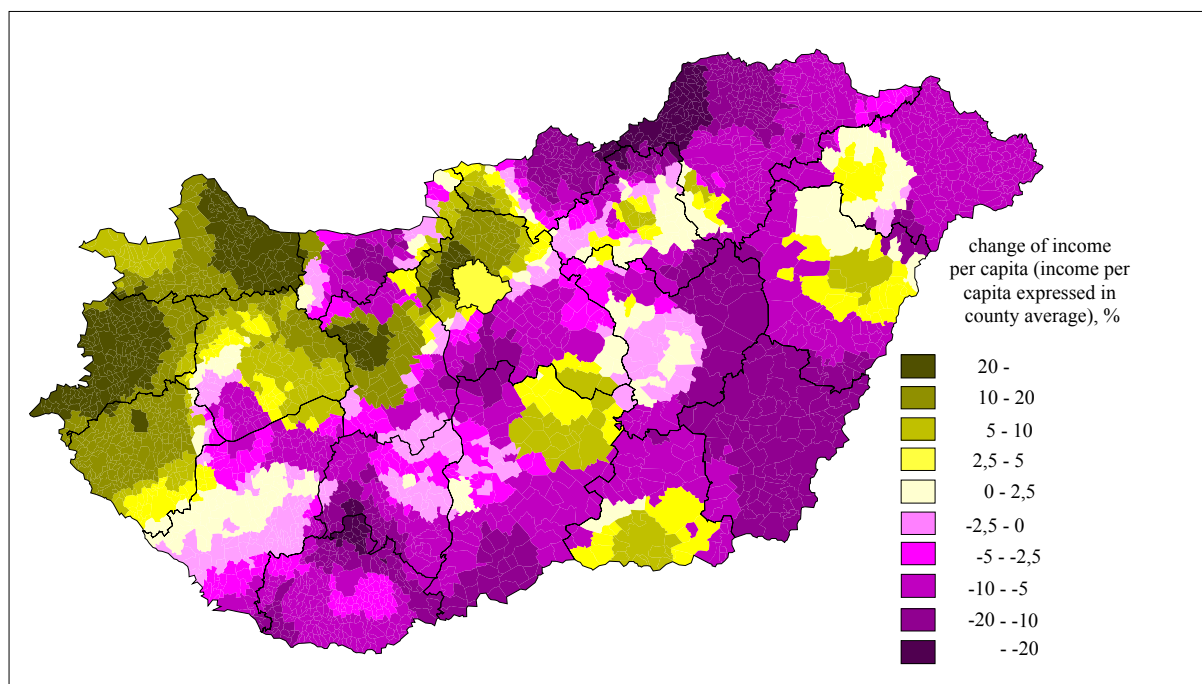 change of income
per capita (income per
capita expressed in
county average), %
20 -
10 - 20
5 - 10
2,5 - 5
0 - 2,5
-2,5 - 0
-5 - -2,5
-10 - -5
-20 - -10
- -20